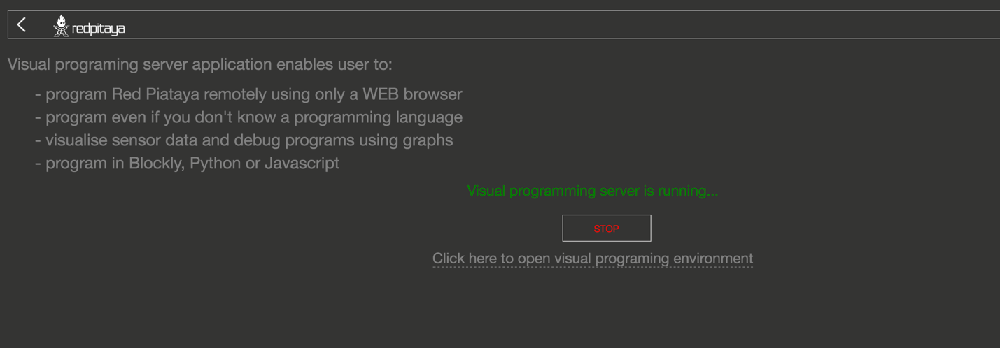 redpitaya
Visual programing server application enables user to:
- program Red Piataya remotely using only a WEB browser
- program even if you don't know a programming language
- visualise sensor data and debug programs using graphs
- program in Blockly, Python or Javascript
Visual programming server is running...
STOP
Click here to open visual programing environment